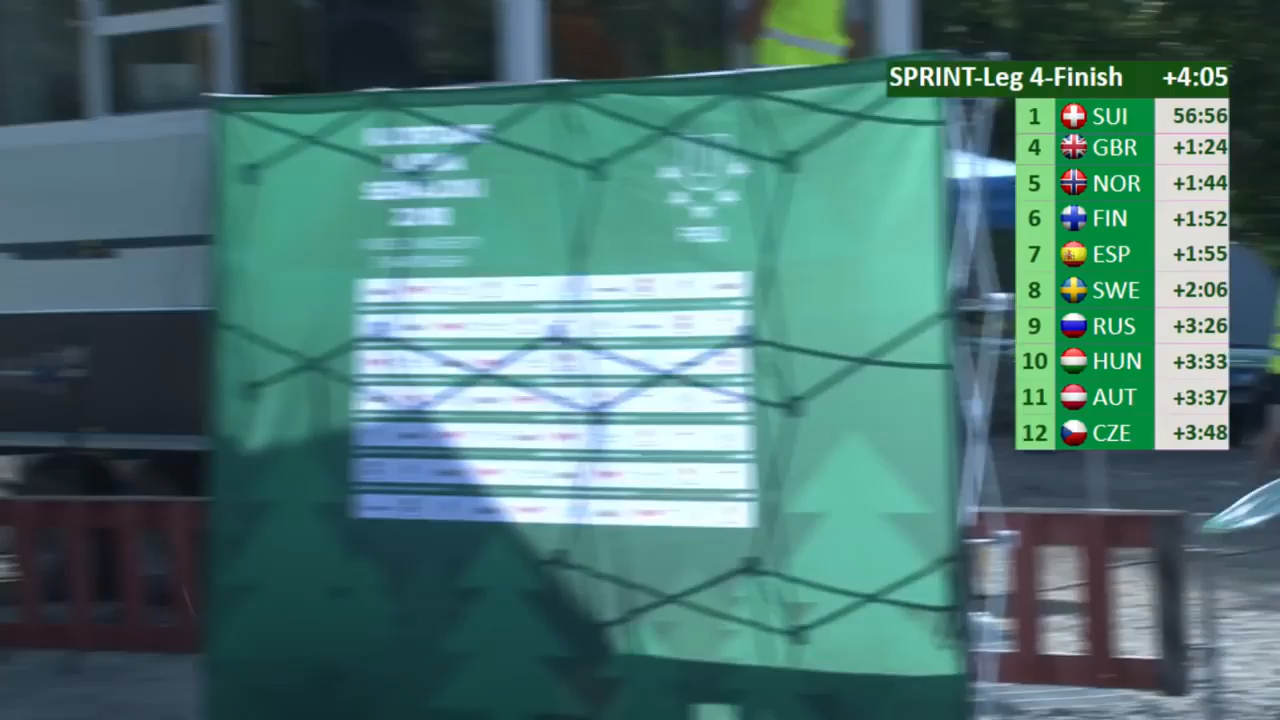 SPRINT-Leg 4-Finish +4:05
1 SUI 56:56
4 GBR +1:24
5 NOR +1:44
6 FIN +1:52
7 ESP +1:55
8 SWE +2:06
9 RUS +3:26
10 HUN +3:33
11 AUT +3:37
12 CZE +3:48